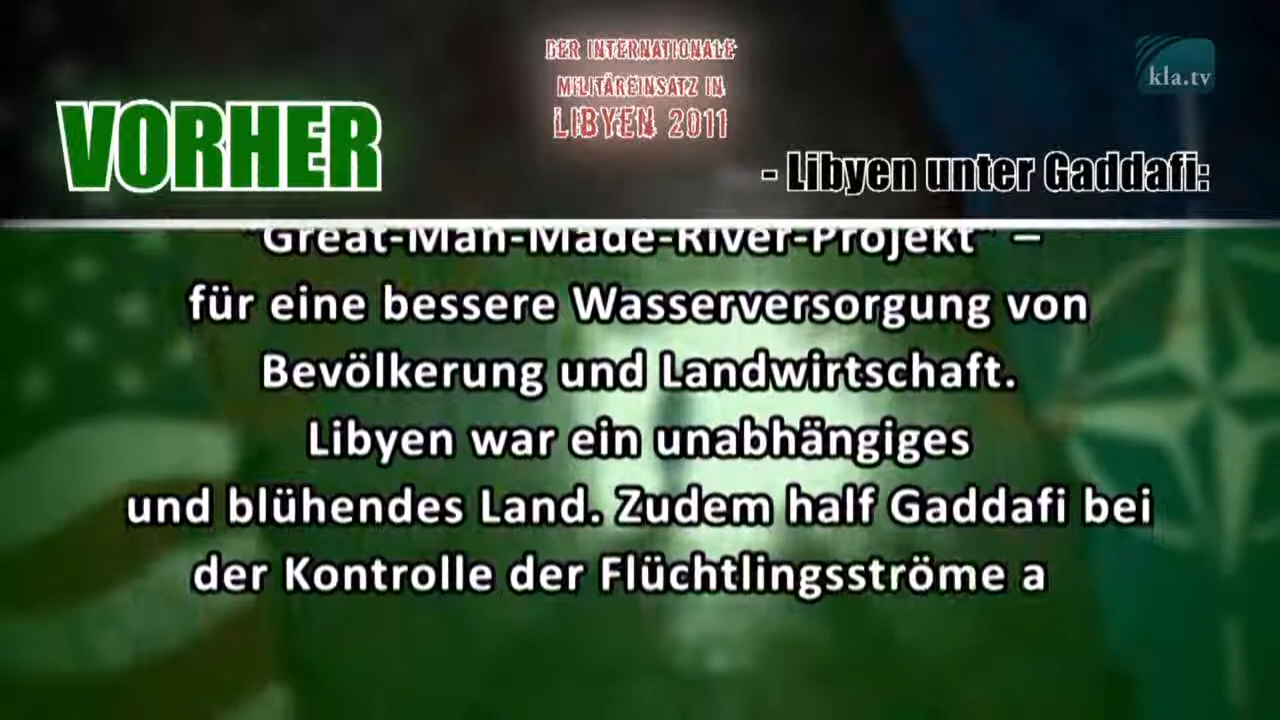 DER INTERNATIONALE
MILITÄREINSATZ IN
LIBYEN 2011
kla.tv
VORHER
- Libyen unter Gaddafi:
"Great-Man-Made-River-Projekt" –
für eine bessere Wasserversorgung von
Bevölkerung und Landwirtschaft.
Libyen war ein unabhängiges
und blühendes Land. Zudem half Gaddafi bei
der Kontrolle der Flüchtlingsströme a